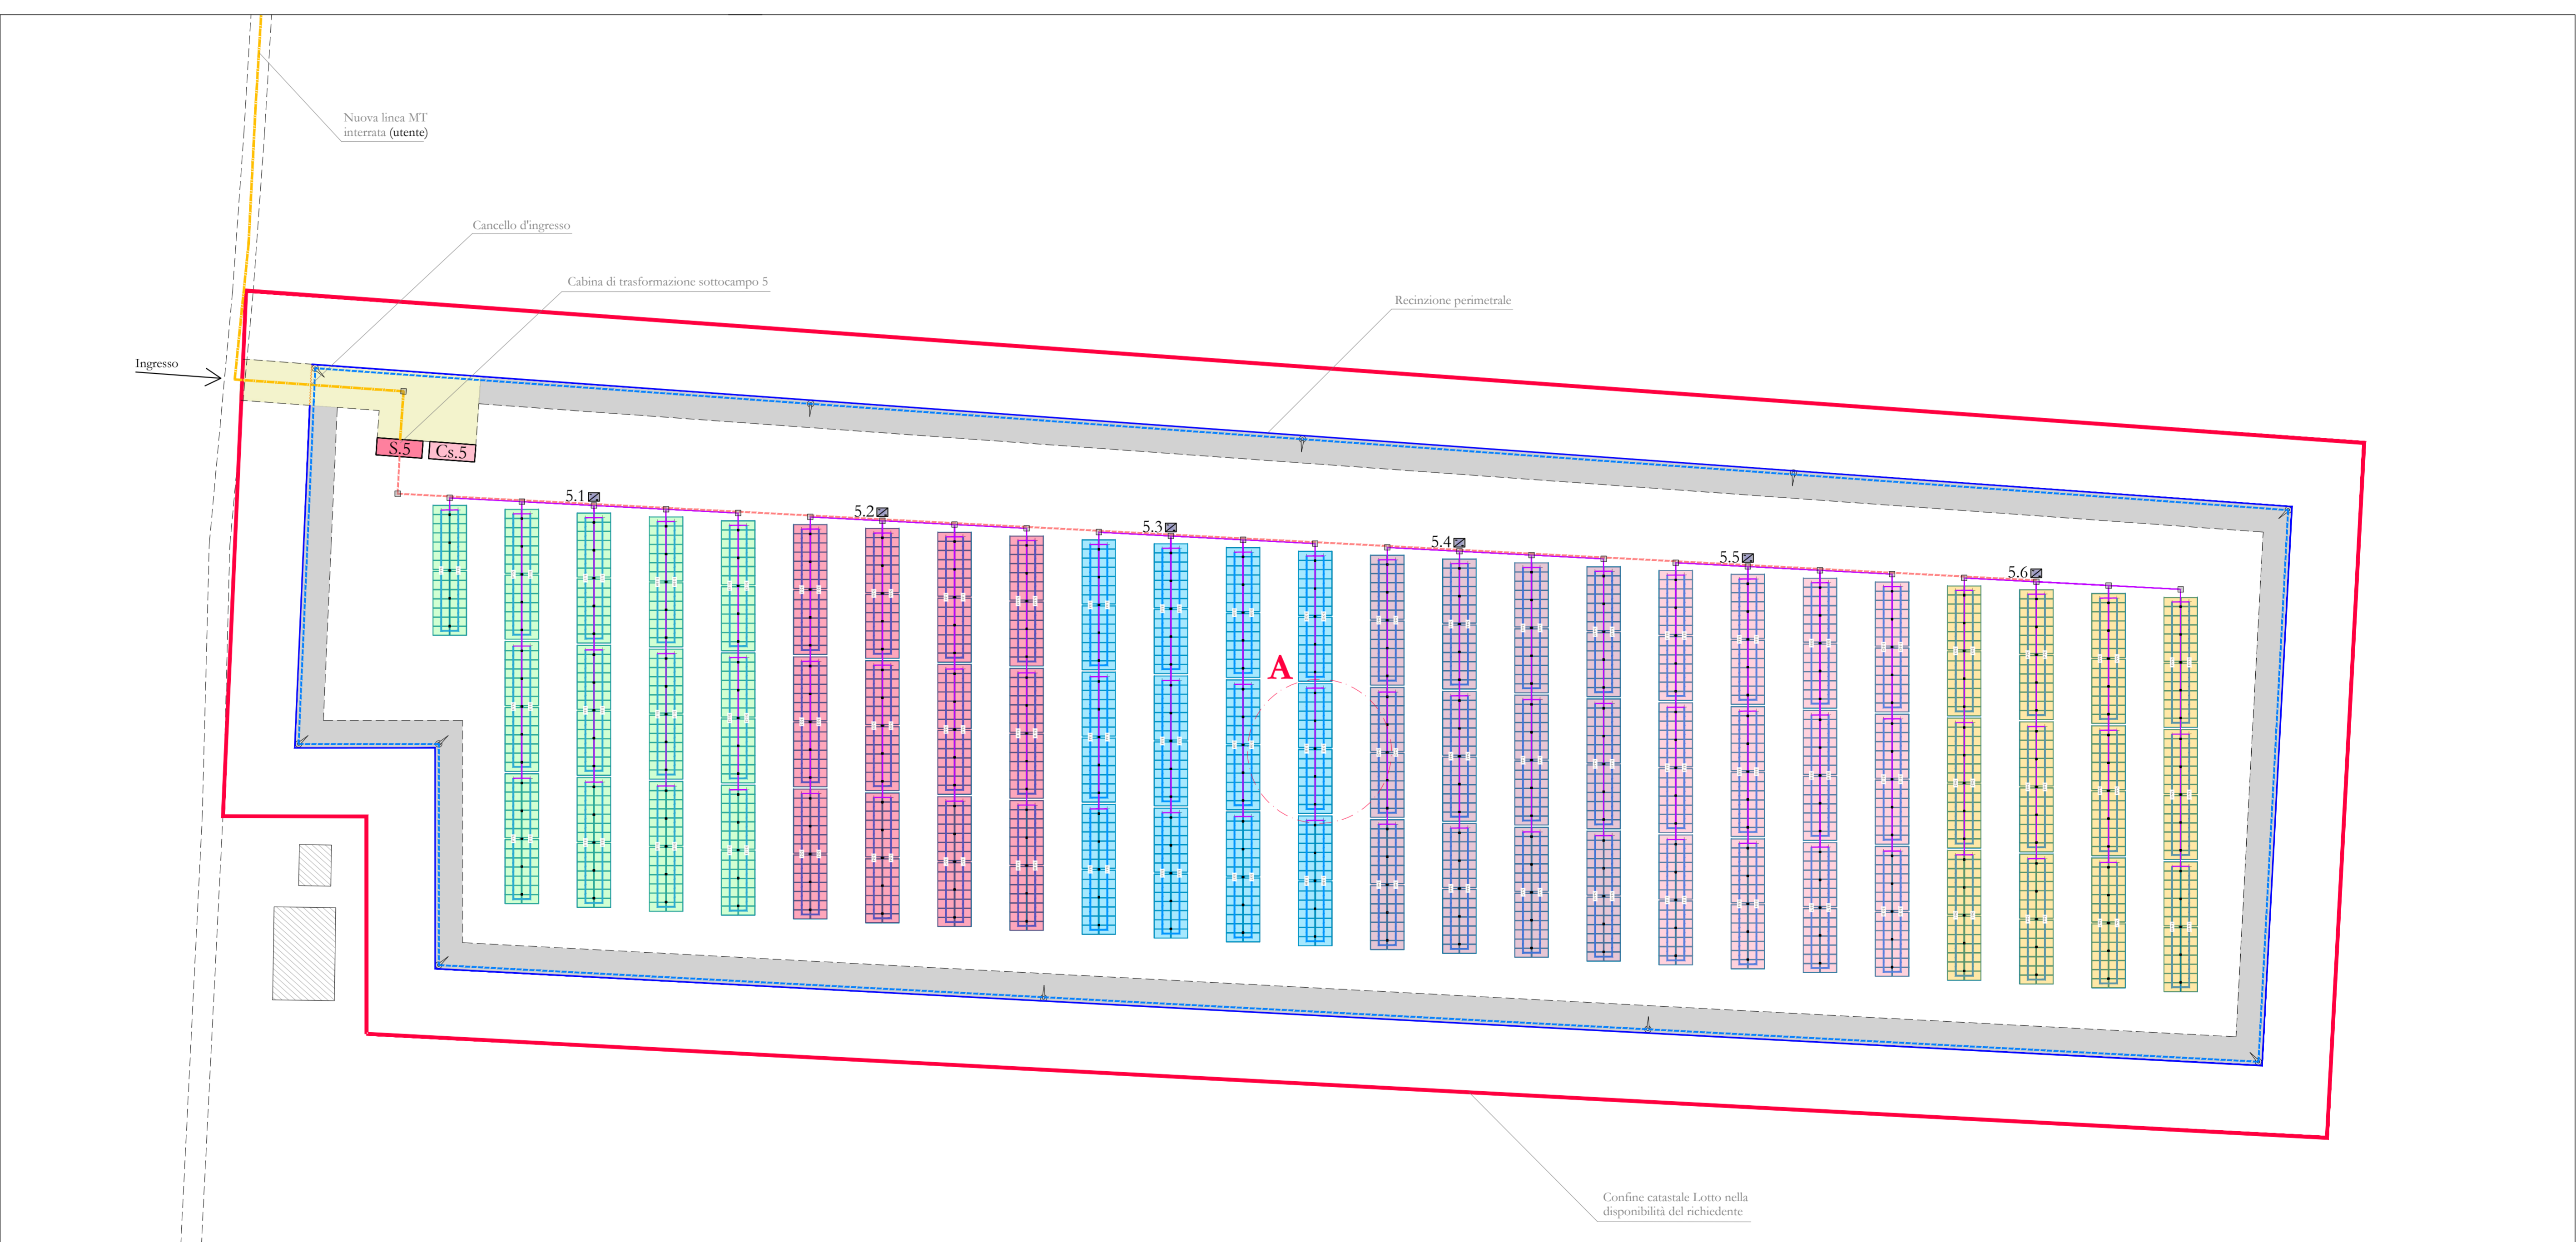 Nuova linea MT
interrata (utente)
Cancello d'ingresso
Cabina di trasformazione sottocampo 5
Recinzione perimetrale
Ingresso
S.5
Cs.5
5.1
5.2
5.3
5.4
5.5
5.6
A
Confine catastale Lotto nella
disponibilità del richiedente